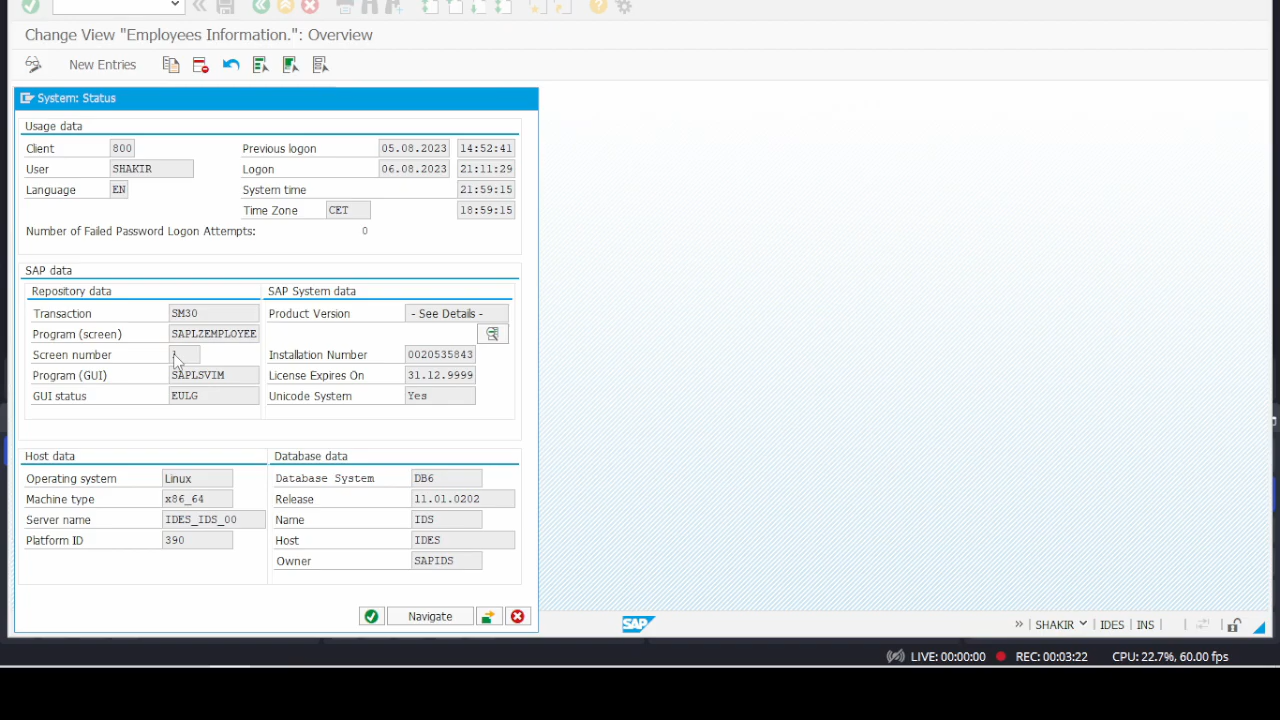 Change View "Employees Information.": Overview
New Entries
System: Status
Usage data
Client 800 Previous logon 05.08.2023 14:52:41
User SHAKIR Logon 06.08.2023 21:11:29
Language EN System time 21:59:15
Time Zone CET 18:59:15
Number of Failed Password Logon Attempts: 0
SAP data
Repository data SAP System data
Transaction SM30 Product Version - See Details -
Program (screen) SAPLZEMPLOYEE
Screen number Installation Number 0020535843
Program (GUI) SAPLSVIM License Expires On 31.12.9999
GUI status EULG Unicode System Yes
Host data Database data
Operating system Linux Database System DB6
Machine type x86_64 Release 11.01.0202
Server name IDES_IDS_00 Name IDS
Platform ID 390 Host IDES
Owner SAPIDS
Navigate
SAP » SHAKIR IDES INS
LIVE: 00:00:00 REC: 00:03:22 CPU: 22.7%, 60.00 fps